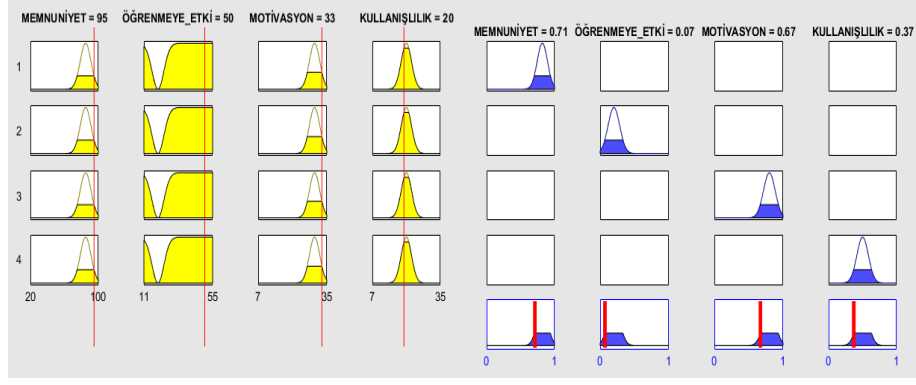 MEMNUNİYET = 95 ÖĞRENMEYE_ETKİ = 50 MOTİVASYON = 33 KULLANIŞLILIK = 20
MEMNUNİYET = 0.71 ÖĞRENMEYE_ETKİ = 0.07 MOTİVASYON = 0.67 KULLANIŞLILIK = 0.37
1
2
3
4
20 100 11 55 7 35 7 35
0 1 0 1 0 1 0 1